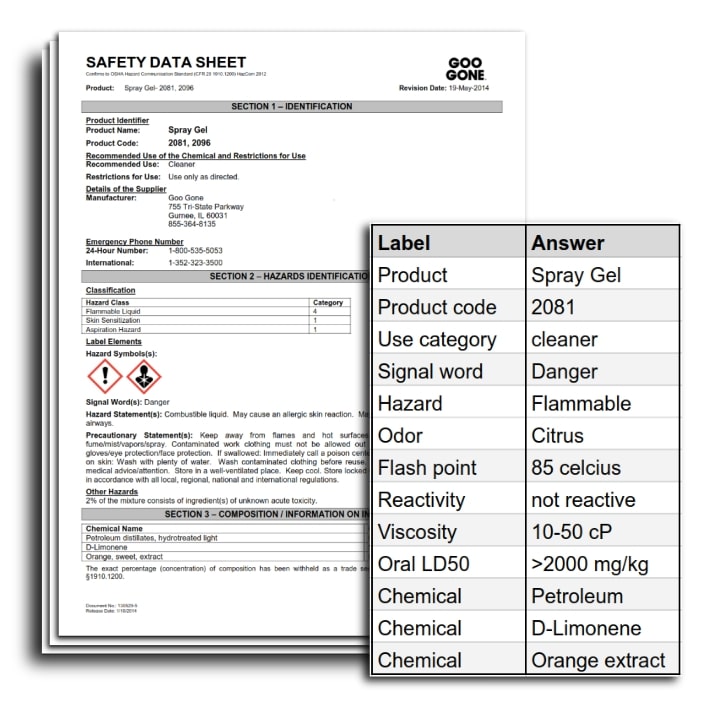 SAFETY DATA SHEET
Confirms to OSHA Hazard Communication Standard (CFR 29 1910.1200) HazCom 2012
GOO
GONE
Product: Spray Gel- 2081, 2096
Revision Date: 19-May-2014
SECTION 1 – IDENTIFICATION
Product Identifier
Product Name: Spray Gel
Product Code: 2081, 2096
Recommended Use of the Chemical and Restrictions for Use
Recommended Use: Cleaner
Restrictions for Use: Use only as directed.
Details of the Supplier
Manufacturer: Goo Gone
755 Tri-State Parkway
Gurnee, IL 60031
855-364-8135
Emergency Phone Number
24-Hour Number: 1-800-535-5053
International: 1-352-323-3500
SECTION 2 – HAZARDS IDENTIFICATIO
Classification
Hazard Class Category
Flammable Liquid 4
Skin Sensitization 1
Aspiration Hazard 1
Label Elements
Hazard Symbols(s):
Signal Word(s): Danger
Hazard Statement(s): Combustible liquid. May cause an allergic skin reaction. Ma
airways.
Precautionary Statement(s): Keep away from flames and hot surfaces
fume/mist/vapors/spray. Contaminated work clothing must not be allowed out
gloves/eye protection/face protection. If swallowed: Immediately call a poison cent
on skin: Wash with plenty of water. Wash contaminated clothing before reuse.
medical advice/attention. Store in a well-ventilated place. Keep cool. Store locked
in accordance with all local, regional, national and international regulations.
Other Hazards
2% of the mixture consists of ingredient(s) of unknown acute toxicity.
SECTION 3 – COMPOSITION / INFORMATION ON IN
Chemical Name
Petroleum distillates, hydrotreated light
D-Limonene
Orange, sweet, extract
The exact percentage (concentration) of composition has been withheld as a trade se
§1910.1200.
Document No.:
Release Date: 1/16/2014
Label Answer
Product Spray Gel
Product code 2081
Use category cleaner
Signal word Danger
Hazard Flammable
Odor Citrus
Flash point 85 celcius
Reactivity not reactive
Viscosity 10-50 cP
Oral LD50 >2000 mg/kg
Chemical Petroleum
Chemical D-Limonene
Chemical Orange extract